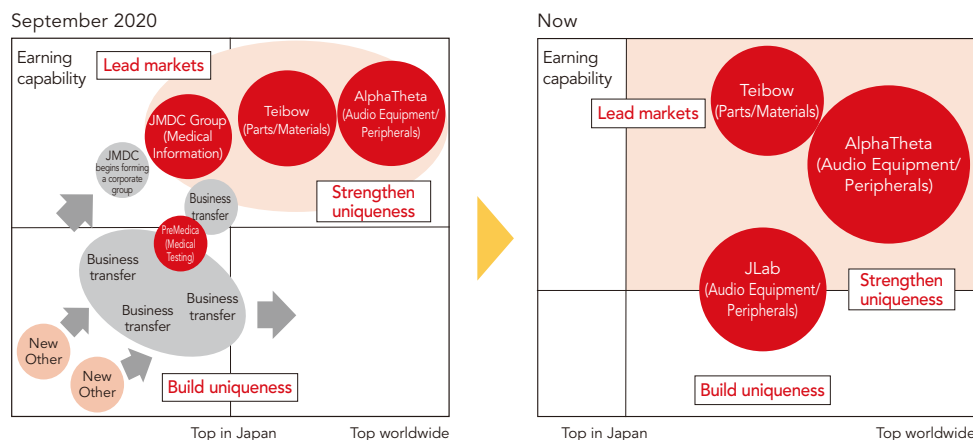 September 2020
Earning
capability
Lead markets
JMDC Group
(Medical
Information)
Teibow
(Parts/Materials)
AlphaTheta
(Audio Equipment/
Peripherals)
JMDC
begins forming
a corporate
group
Business
transfer
Strengthen
uniqueness
PreMedica
(Medical
Testing)
Business
transfer
Business
transfer
Business
transfer
New
Other
New
Other
Build uniqueness
Top in Japan
Top worldwide
Now
Earning
capability
Lead markets
Teibow
(Parts/Materials)
AlphaTheta
(Audio Equipment/
Peripherals)
JLab
(Audio Equipment/
Peripherals)
Strengthen
uniqueness
Build uniqueness
Top in Japan
Top worldwide